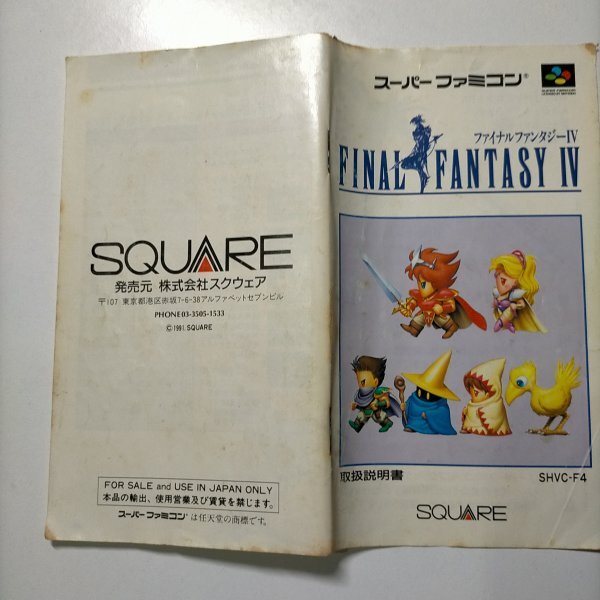 SQUARE
発売元 株式会社スクウェア
〒107 東京都港区赤坂7-6-38アルファベットセブンビル
PHONE03-3505-1533
© 1991 SQUARE
FOR SALE and USE IN JAPAN ONLY
本品の輸出、使用営業及び賃貸を禁じます。
スーパーファミコン®は任天堂の商標です。
スーパーファミコン®
SUPER FAMICOM
ファイナルファンタジーIV
FINAL FANTASY IV
取扱説明書
SHVC-F4
SQUARE